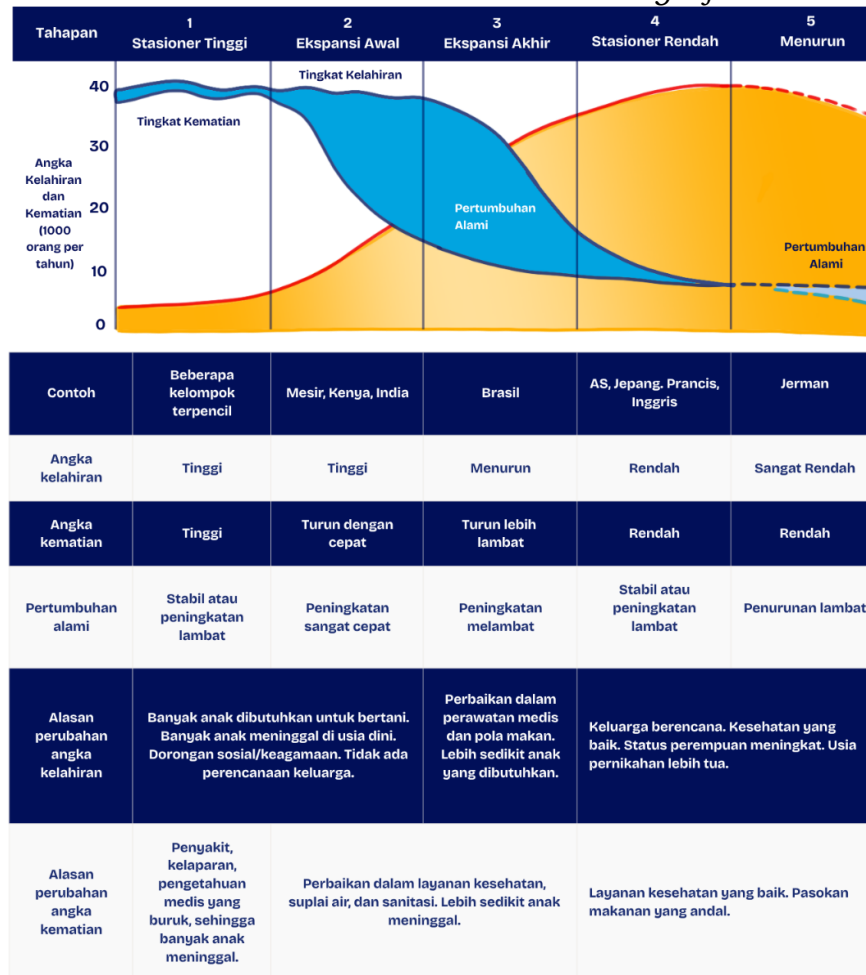 Tahapan
1
Stasioner Tinggi
2
Ekspansi Awal
3
Ekspansi Akhir
4
Stasioner Rendah
5
Menurun
40
30
20
10
0
Angka
Kelahiran
dan
Kematian
(1000
orang per
tahun)
Tingkat Kelahiran
Tingkat Kematian
Pertumbuhan
Alami
Pertumbuhan
Alami
Contoh
Beberapa
kelompok
terpencil
Mesir, Kenya, India
Brasil
AS, Jepang. Prancis,
Inggris
Jerman
Angka
kelahiran
Tinggi
Tinggi
Menurun
Rendah
Sangat Rendah
Angka
kematian
Tinggi
Turun dengan
cepat
Turun lebih
lambat
Rendah
Rendah
Pertumbuhan
alami
Stabil atau
peningkatan
lambat
Peningkatan
sangat cepat
Peningkatan
melambat
Stabil atau
peningkatan
lambat
Penurunan lambat
Alasan
perubahan
angka
kelahiran
Banyak anak dibutuhkan untuk bertani.
Banyak anak meninggal di usia dini.
Dorongan sosial/keagamaan. Tidak ada
perencanaan keluarga.
Perbaikan dalam
perawatan medis
dan pola makan.
Lebih sedikit anak
yang dibutuhkan.
Keluarga berencana. Kesehatan yang
baik. Status perempuan meningkat. Usia
pernikahan lebih tua.
Alasan
perubahan
angka
kematian
Penyakit,
kelaparan,
pengetahuan
medis yang
buruk, sehingga
banyak anak
meninggal.
Perbaikan dalam layanan kesehatan,
suplai air, dan sanitasi. Lebih sedikit anak
meninggal.
Layanan kesehatan yang baik. Pasokan
makanan yang andal.